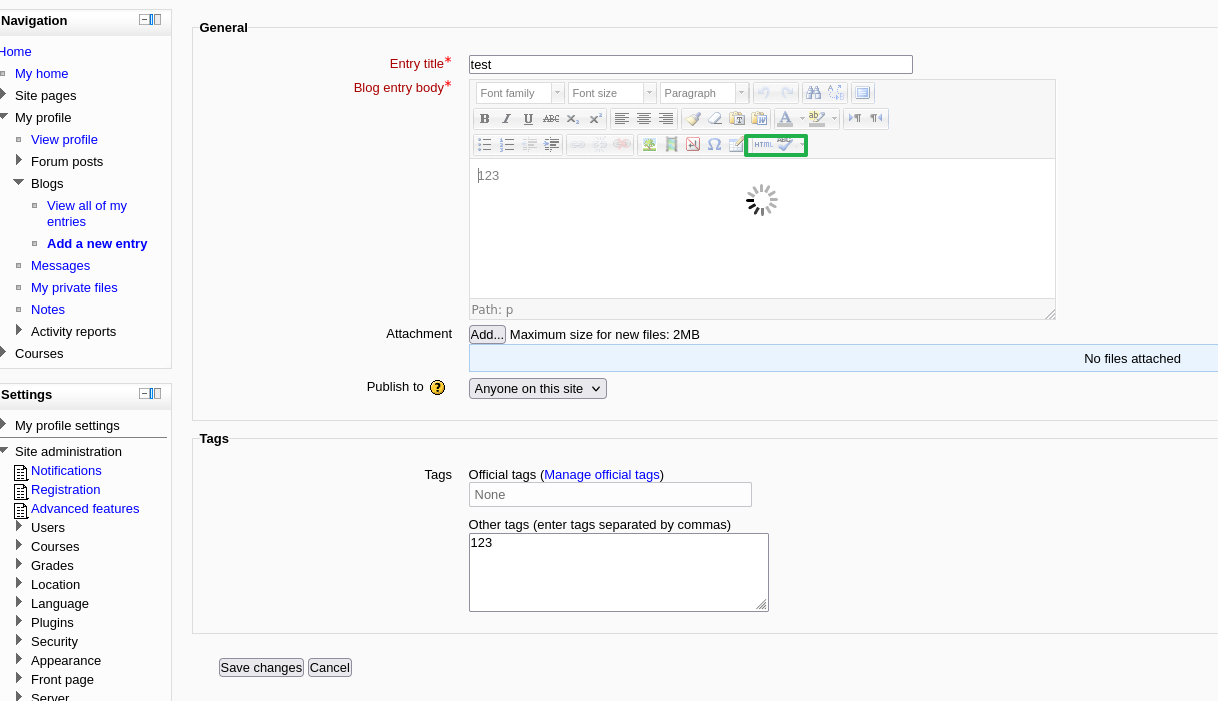 Navigation
Home
My home
Site pages
My profile
View profile
Forum posts
Blogs
View all of my
entries
Add a new entry
Messages
My private files
Notes
Activity reports
Courses
Settings
My profile settings
Site administration
Notifications
Registration
Advanced features
Users
Courses
Grades
Location
Language
Plugins
Security
Appearance
Front page
Server
General
Entry title*
test
Blog entry body*
Font family Font size Paragraph
B I U ABC X₂ X²
HTML ABC
123
Path: p
Attachment
Add... Maximum size for new files: 2MB
No files attached
Publish to ?
Anyone on this site
Tags
Tags
Official tags (Manage official tags)
None
Other tags (enter tags separated by commas)
123
Save changes Cancel